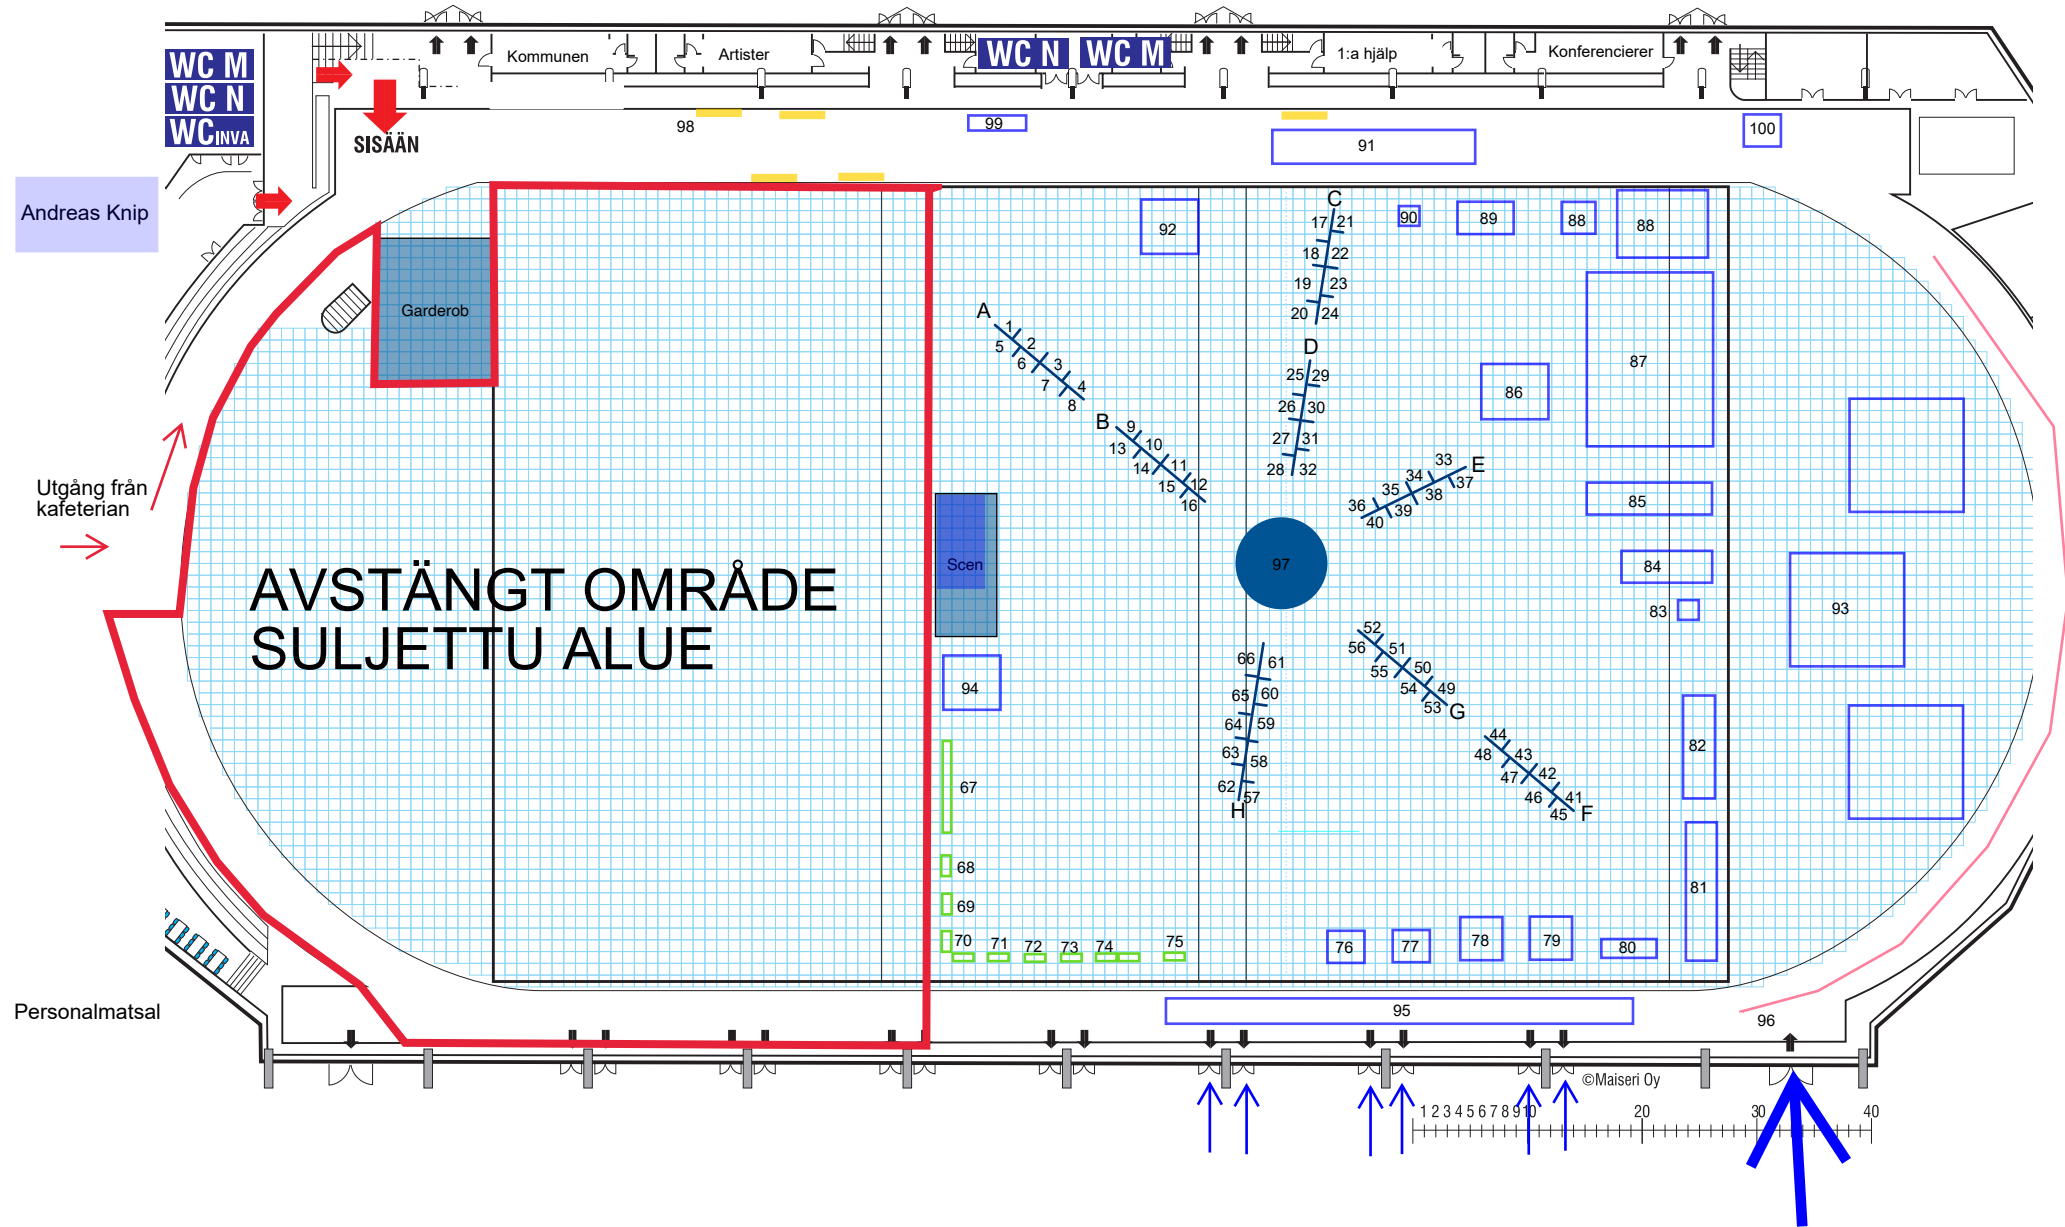 WC M
WC N
WC INVA
SISÄÄN
Kommunen
Artister
WC N
WC M
1:a hjälp
Konferencierer
98
99
91
100
Andreas Knip
Garderob
92
C
17 21
18 22
19 23
20 24
90
89
88
88
A
1
5 2
6 3
7 4
8
D
25 29
26 30
27 31
28 32
86
87
B
9
13 10
14 11
15 12
16
33 E
34 37
35 38
36 39
40
85
Utgång från
kafeterian
Scen
97
84
83
93
AVSTÄNGT OMRÅDE
SULJETTU ALUE
52
56 51
55 50
54 49
53 G
94
66 61
65 60
64 59
63 58
62 57
H
44
48 43
47 42
46 41
45 F
82
67
68
69
70 71 72 73 74 75
76 77 78 79 80
81
95
96
Personalmatsal
©Maiseri Oy
1 2 3 4 5 6 7 8 9 10 20 30 40